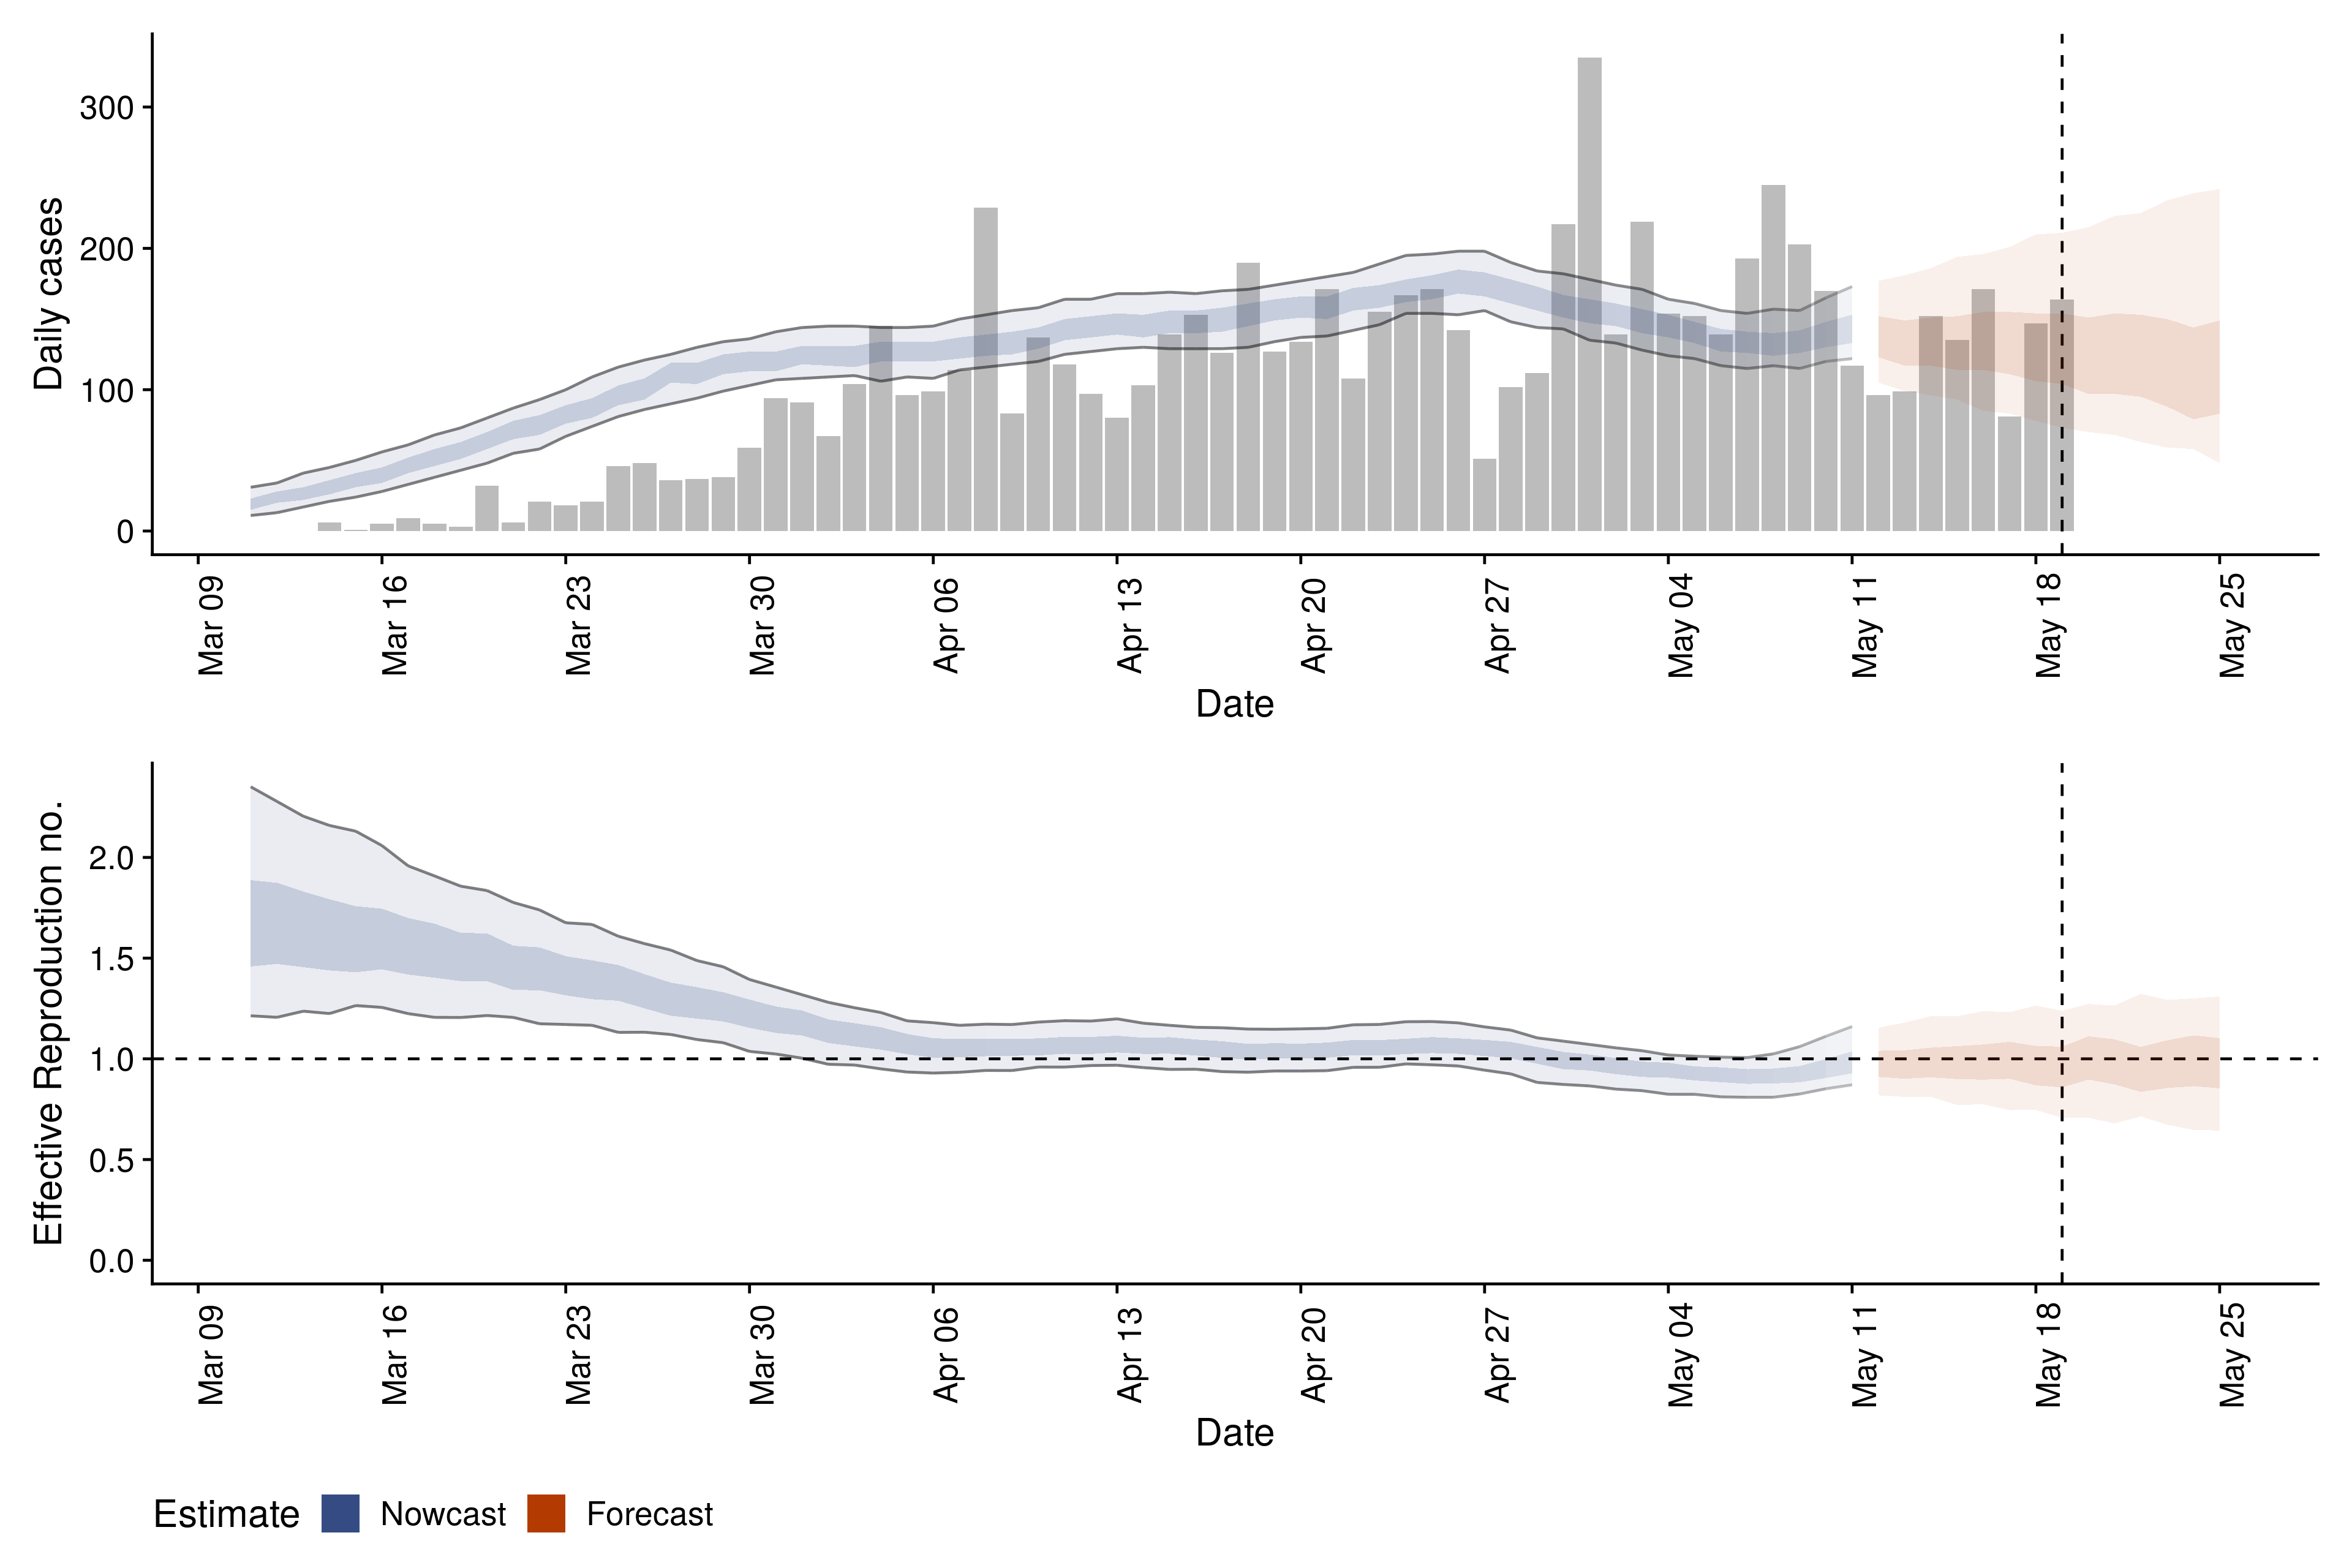 Daily cases
300
200
100
0
Mar 09
Mar 16
Mar 23
Mar 30
Apr 06
Apr 13
Apr 20
Apr 27
May 04
May 11
May 18
May 25
Date
Effective Reproduction no.
2.0
1.5
1.0
0.5
0.0
Mar 09
Mar 16
Mar 23
Mar 30
Apr 06
Apr 13
Apr 20
Apr 27
May 04
May 11
May 18
May 25
Date
Estimate Nowcast Forecast